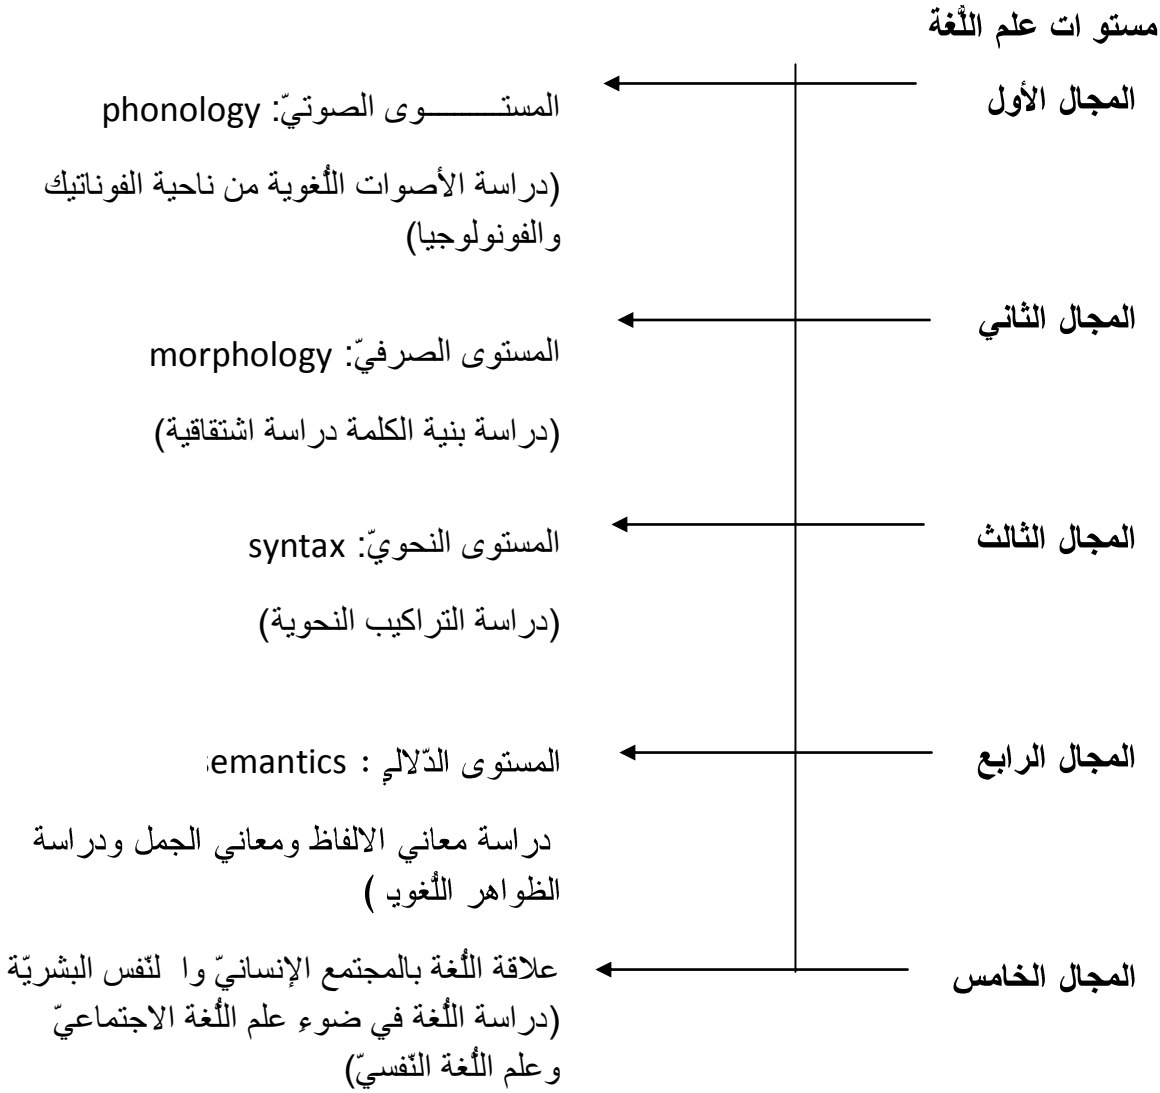 مستو ات علم اللُّغة
المجال الأول
المستـــــــوى الصوتيّ: phonology
(دراسة الأصوات اللُّغوية من ناحية الفوناتيك
والفونولوجيا)
المجال الثاني
المستوى الصرفيّ: morphology
(دراسة بنية الكلمة دراسة اشتقاقية)
المجال الثالث
المستوى النحويّ: syntax
(دراسة التراكيب النحوية)
المجال الرابع
المستوى الدّلالي : emantics
دراسة معاني الالفاظ ومعاني الجمل ودراسة
الظواهر اللُّغوي )
المجال الخامس
علاقة اللُّغة بالمجتمع الإنسانيّ وا لنّفس البشريّة
(دراسة اللُّغة في ضوء علم اللُّغة الاجتماعيّ
وعلم اللُّغة النّفسيّ)